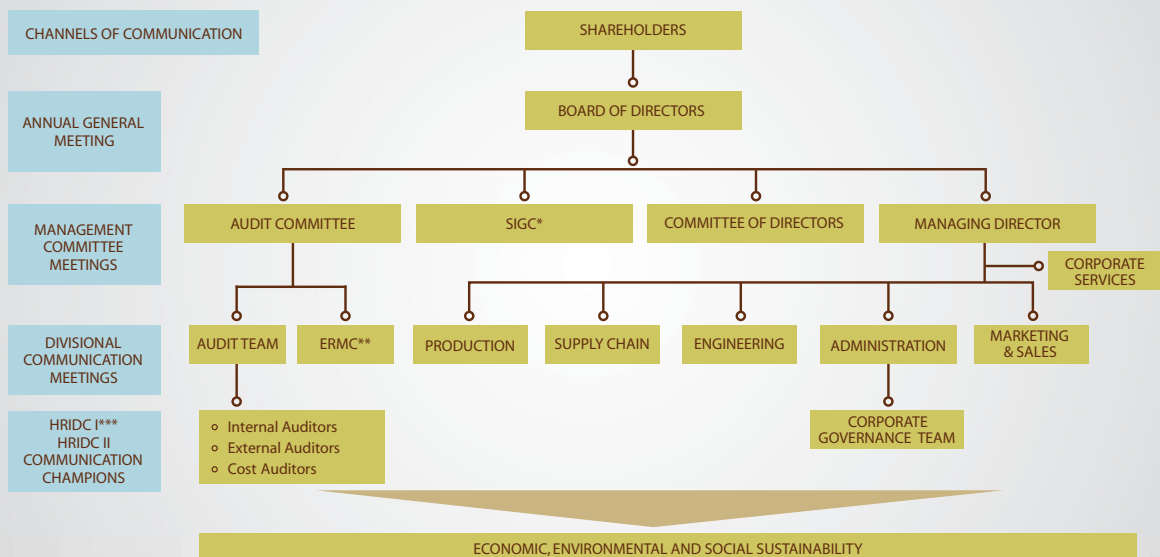 CHANNELS OF COMMUNICATION
SHAREHOLDERS
ANNUAL GENERAL
MEETING
BOARD OF DIRECTORS
MANAGEMENT
COMMITTEE
MEETINGS
AUDIT COMMITTEE
SIGC*
COMMITTEE OF DIRECTORS
MANAGING DIRECTOR
CORPORATE
SERVICES
DIVISIONAL
COMMUNICATION
MEETINGS
AUDIT TEAM
ERMC**
PRODUCTION
SUPPLY CHAIN
ENGINEERING
ADMINISTRATION
MARKETING
& SALES
HRIDC I***
HRIDC II
COMMUNICATION
CHAMPIONS
Internal Auditors
External Auditors
Cost Auditors
CORPORATE
GOVERNANCE TEAM
ECONOMIC, ENVIRONMENTAL AND SOCIAL SUSTAINABILITY